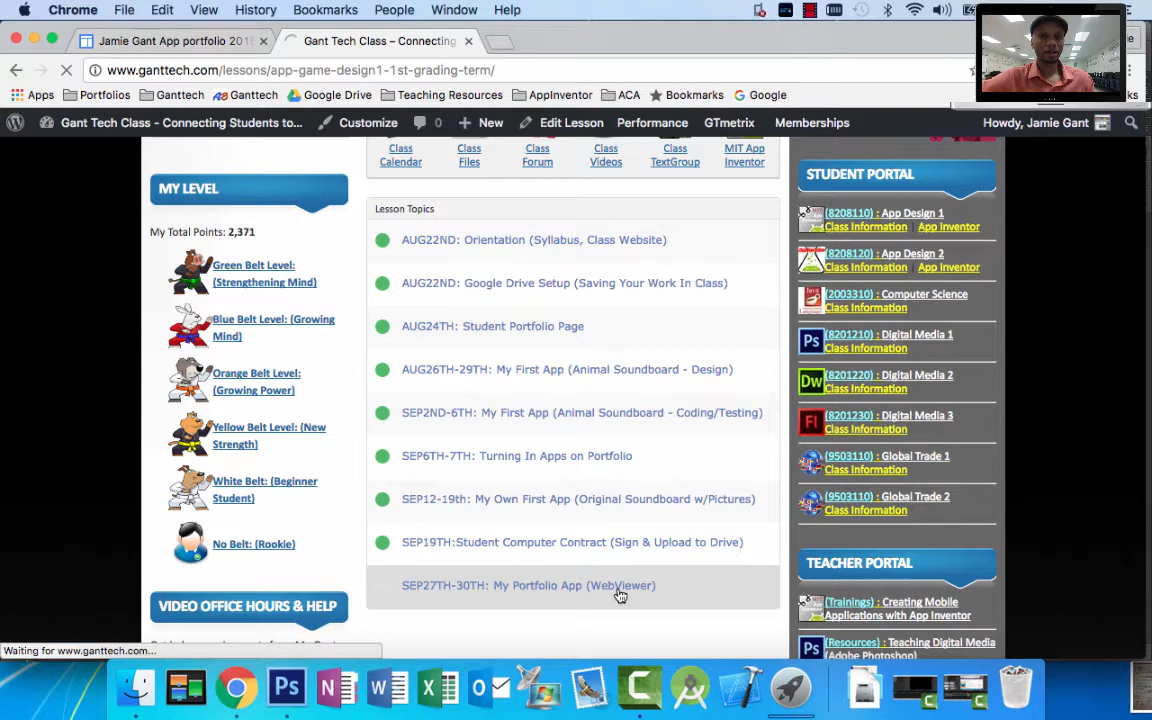 Chrome File Edit View History Bookmarks People Window Help
Jamie Gant App portfolio 2016
Gant Tech Class – Connecting
www.ganttech.com/lessons/app-game-design1-1st-grading-term/
Apps Portfolios Ganttech Ganttech Google Drive Teaching Resources AppInventor ACA Bookmarks Google
Gant Tech Class - Connecting Students to... Customize 0 New Edit Lesson Performance GTmetrix Memberships Howdy, Jamie Gant
Class Calendar
Class Files
Class Forum
Class Videos
Class TextGroup
MIT App Inventor
MY LEVEL
My Total Points: 2,371
Green Belt Level:
(Strengthening Mind)
Blue Belt Level: (Growing
Mind)
Orange Belt Level:
(Growing Power)
Yellow Belt Level: (New
Strength)
White Belt: (Beginner
Student)
No Belt: (Rookie)
VIDEO OFFICE HOURS & HELP
Lesson Topics
AUG22ND: Orientation (Syllabus, Class Website)
AUG22ND: Google Drive Setup (Saving Your Work In Class)
AUG24TH: Student Portfolio Page
AUG26TH-29TH: My First App (Animal Soundboard - Design)
SEP2ND-6TH: My First App (Animal Soundboard - Coding/Testing)
SEP6TH-7TH: Turning In Apps on Portfolio
SEP12-19th: My Own First App (Original Soundboard w/Pictures)
SEP19TH:Student Computer Contract (Sign & Upload to Drive)
SEP27TH-30TH: My Portfolio App (WebViewer)
STUDENT PORTAL
(8208110) : App Design 1
Class Information | App Inventor
(8208120) : App Design 2
Class Information | App Inventor
(2003310) : Computer Science
Class Information
(8201210) : Digital Media 1
Class Information
(8201220) : Digital Media 2
Class Information
(8201230) : Digital Media 3
Class Information
(9503110) : Global Trade 1
Class Information
(9503110) : Global Trade 2
Class Information
TEACHER PORTAL
(Trainings) : Creating Mobile
Applications with App Inventor
(Resources) : Teaching Digital Media
(Adobe Photoshop)
Waiting for www.ganttech.com...